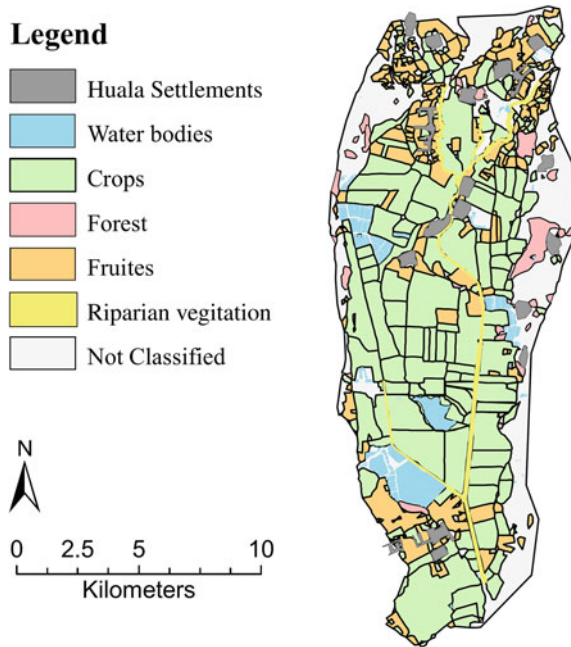 Legend
Huala Settlements
Water bodies
Crops
Forest
Fruites
Riparian vegitation
Not Classified
N
0 2.5 5 10
Kilometers